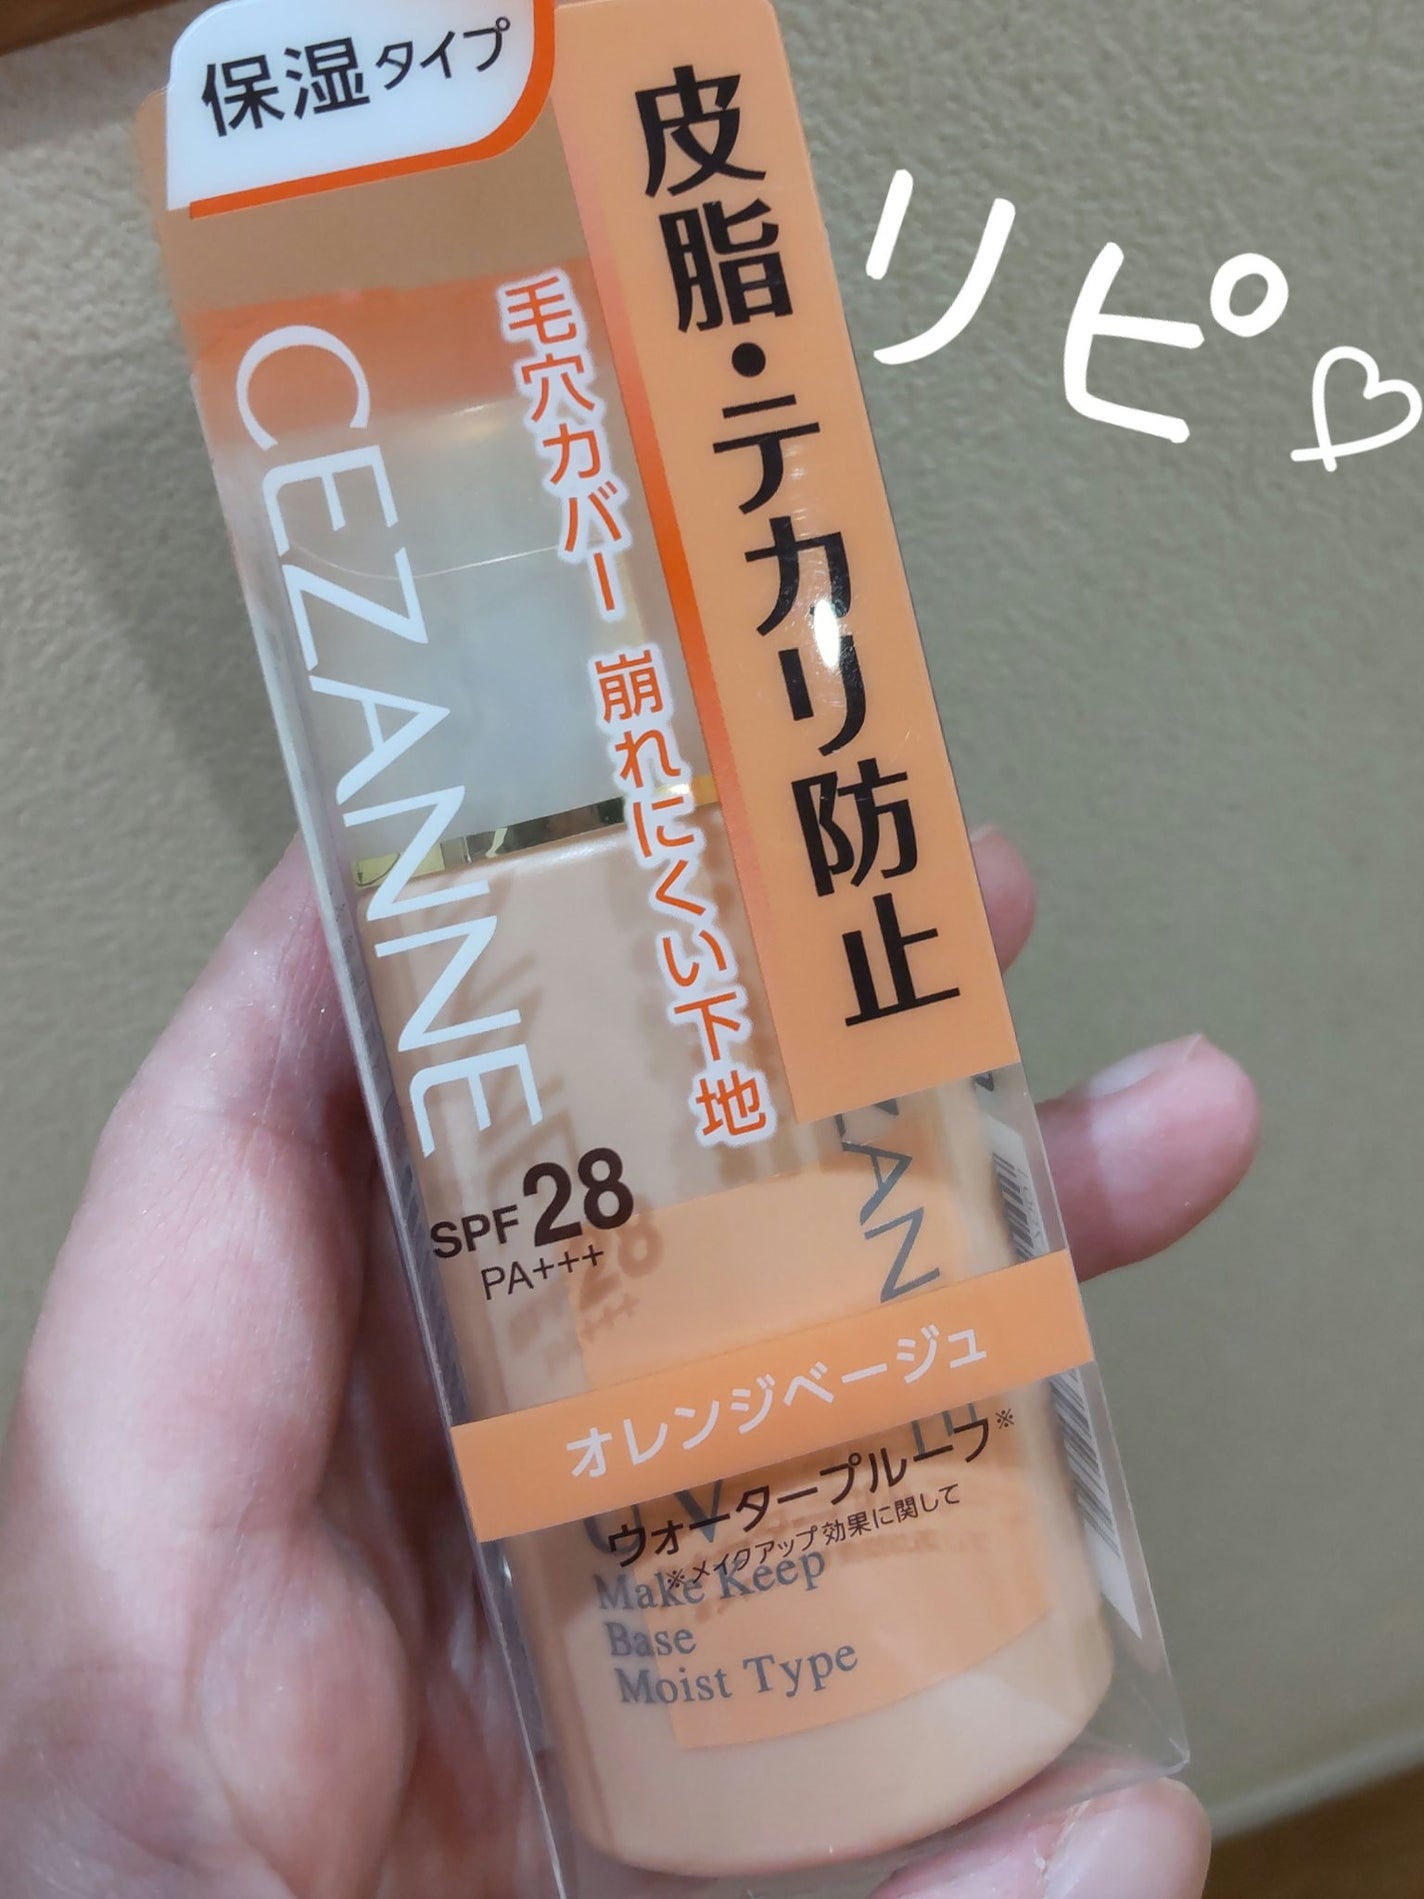 保湿タイプ
皮脂・テカリ防止
毛穴カバー 崩れにくい下地
CEZANNE
リピ♡
SPF28
PA+++
オレンジベージュ
ウォータープルーフ※
※メイクアップ効果に関して
UV
Make Keep
Base
Moist Type